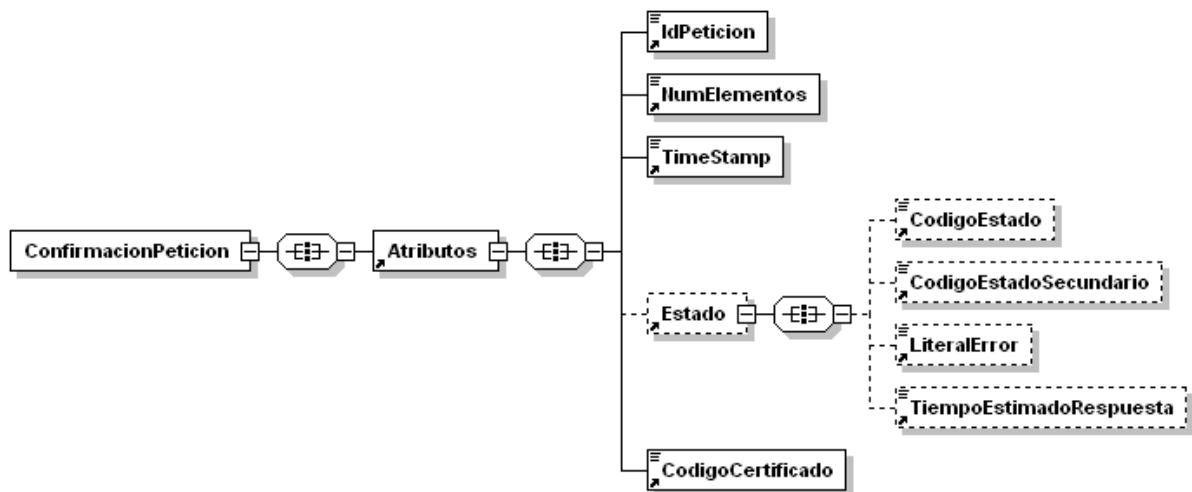 IdPeticion
NumElementos
TimeStamp
CodigoEstado
ConfirmacionPeticion
Atributos
CodigoEstadoSecundario
Estado
LiteralError
TiempoEstimadoRespuesta
CodigoCertificado